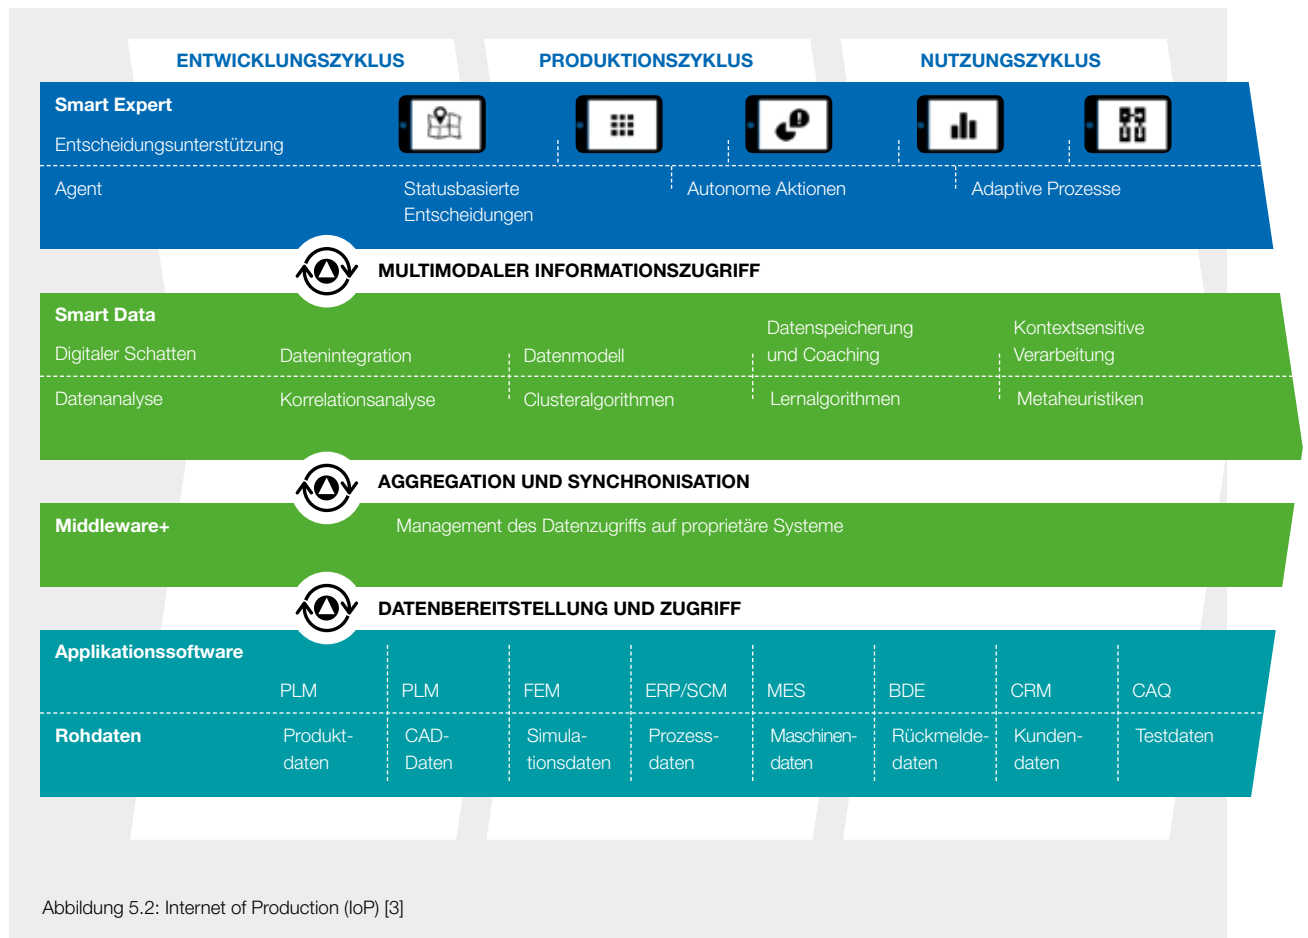 ENTWICKLUNGSZYKLUS
PRODUKTIONSZYKLUS
NUTZUNGSZYKLUS
Smart Expert
Entscheidungsunterstützung
Agent
Statusbasierte
Entscheidungen
Autonome Aktionen
Adaptive Prozesse
MULTIMODALER INFORMATIONSZUGRIFF
Smart Data
Digitaler Schatten
Datenintegration
Datenmodell
Datenspeicherung
und Coaching
Kontextsensitive
Verarbeitung
Datenanalyse
Korrelationsanalyse
Clusteralgorithmen
Lernalgorithmen
Metaheuristiken
AGGREGATION UND SYNCHRONISATION
Middleware+
Management des Datenzugriffs auf proprietäre Systeme
DATENBEREITSTELLUNG UND ZUGRIFF
Applikationssoftware
PLM
PLM
FEM
ERP/SCM
MES
BDE
CRM
CAQ
Rohdaten
Produkt-
daten
CAD-
Daten
Simula-
tionsdaten
Prozess-
daten
Maschinen-
daten
Rückmelde-
daten
Kunden-
daten
Testdaten
Abbildung 5.2: Internet of Production (IoP) [3]